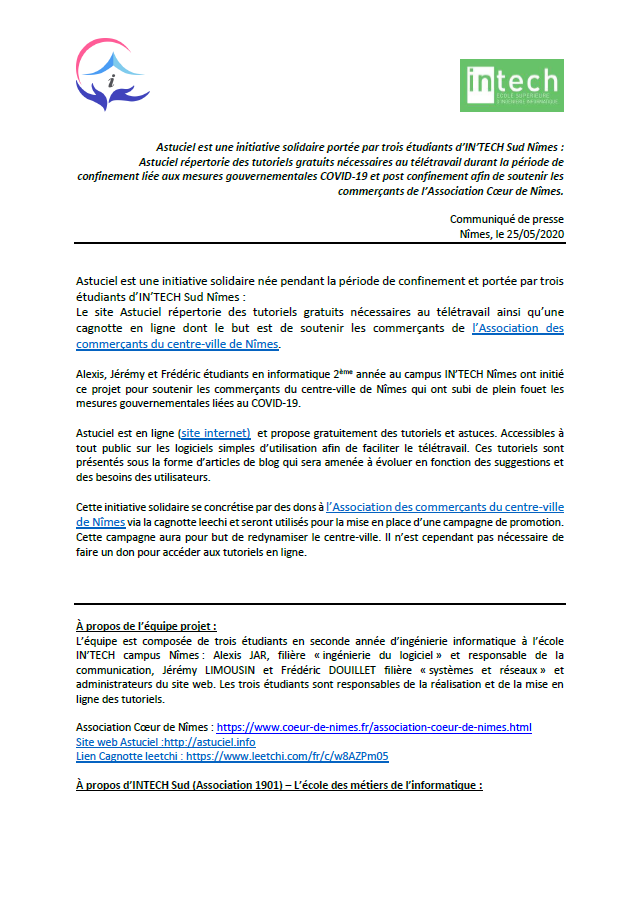 i
intech
ÉCOLE SUPÉRIEURE
D'INGÉNIERIE INFORMATIQUE
Astuciel est une initiative solidaire portée par trois étudiants d'IN'TECH Sud Nîmes :
Astuciel répertorie des tutoriels gratuits nécessaires au télétravail durant la période de
confinement liée aux mesures gouvernementales COVID-19 et post confinement afin de soutenir les
commerçants de l'Association Cœur de Nîmes.
Communiqué de presse
Nîmes, le 25/05/2020
Astuciel est une initiative solidaire née pendant la période de confinement et portée par trois
étudiants d'IN'TECH Sud Nîmes :
Le site Astuciel répertorie des tutoriels gratuits nécessaires au télétravail ainsi qu'une
cagnotte en ligne dont le but est de soutenir les commerçants de l'Association des
commerçants du centre-ville de Nîmes.
Alexis, Jérémy et Frédéric étudiants en informatique 2ème année au campus IN'TECH Nîmes ont initié
ce projet pour soutenir les commerçants du centre-ville de Nîmes qui ont subi de plein fouet les
mesures gouvernementales liées au COVID-19.
Astuciel est en ligne (site internet) et propose gratuitement des tutoriels et astuces. Accessibles à
tout public sur les logiciels simples d'utilisation afin de faciliter le télétravail. Ces tutoriels sont
présentés sous la forme d'articles de blog qui sera amenée à évoluer en fonction des suggestions et
des besoins des utilisateurs.
Cette initiative solidaire se concrétise par des dons à l'Association des commerçants du centre-ville
de Nîmes via la cagnotte leechi et seront utilisés pour la mise en place d'une campagne de promotion.
Cette campagne aura pour but de redynamiser le centre-ville. Il n'est cependant pas nécessaire de
faire un don pour accéder aux tutoriels en ligne.
À propos de l'équipe projet :
L'équipe est composée de trois étudiants en seconde année d'ingénierie informatique à l'école
IN'TECH campus Nîmes : Alexis JAR, filière « ingénierie du logiciel » et responsable de la
communication, Jérémy LIMOUSIN et Frédéric DOUILLET filière « systèmes et réseaux » et
administrateurs du site web. Les trois étudiants sont responsables de la réalisation et de la mise en
ligne des tutoriels.
Association Cœur de Nîmes : https://www.coeur-de-nimes.fr/association-coeur-de-nimes.html
Site web Astuciel :http://astuciel.info
Lien Cagnotte leetchi : https://www.leetchi.com/fr/c/w8AZPm05
À propos d'INTECH Sud (Association 1901) – L'école des métiers de l'informatique :